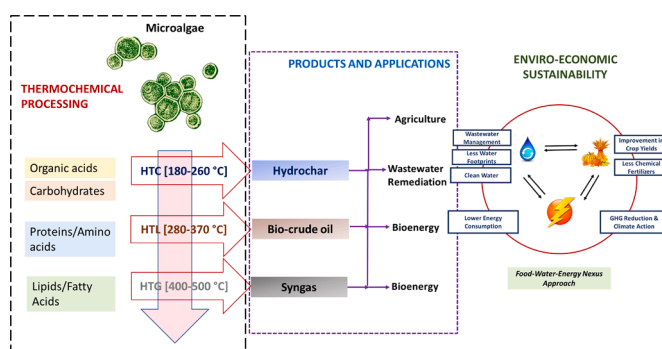 Microalgae
THERMOCHEMICAL
PROCESSING
Organic acids
Carbohydrates
Proteins/Amino
acids
Lipids/Fatty
Acids
HTC [180-260 °C]
HTL [280-370 °C]
HTG [400-500 °C]
PRODUCTS AND APPLICATIONS
Hydrochar
Bio-crude oil
Syngas
Agriculture
Wastewater
Remediation
Bioenergy
Bioenergy
ENVIRO-ECONOMIC
SUSTAINABILITY
Wastewater
Management
Less Water
Footprints
Clean Water
Lower Energy
Consumption
Improvement in
Crop Yields
Less Chemical
Fertilizers
GHG Reduction &
Climate Action
Food-Water-Energy Nexus
Approach